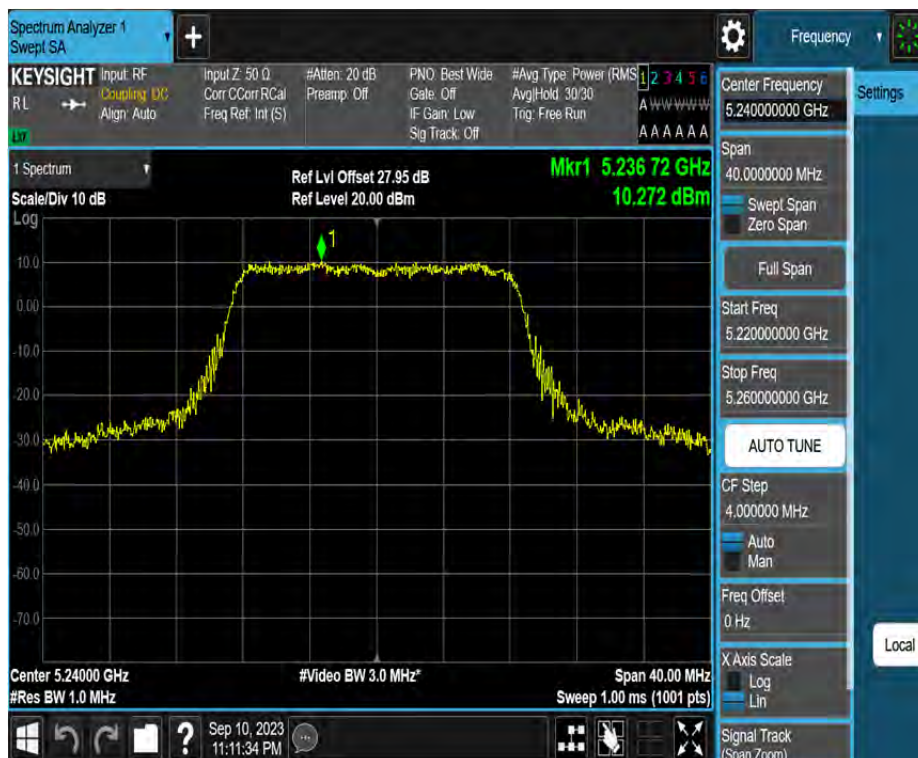 Spectrum Analyzer 1
Swept SA
+
Frequency
KEYSIGHT
RL
LXI
Input: RF
Coupling: DC
Align: Auto
Input Z: 50 Ω
Corr CCorr RCal
Freq Ref: Int (S)
#Atten: 20 dB
Preamp: Off
PNO: Best Wide
Gate: Off
IF Gain: Low
Sig Track: Off
#Avg Type: Power (RMS
Avg|Hold: 30/30
Trig: Free Run
1 2 3 4 5 6
A W W W W W
A A A A A A
1 Spectrum
Scale/Div 10 dB
Log
Ref Lvl Offset 27.95 dB
Ref Level 20.00 dBm
Mkr1 5.236 72 GHz
10.272 dBm
1
10.0
0.00
-10.0
-20.0
-30.0
-40.0
-50.0
-60.0
-70.0
Center 5.24000 GHz
#Res BW 1.0 MHz
#Video BW 3.0 MHz*
Span 40.00 MHz
Sweep 1.00 ms (1001 pts)
?
Sep 10, 2023
11:11:34 PM
Center Frequency
5.240000000 GHz
Settings
Span
40.0000000 MHz
Swept Span
Zero Span
Full Span
Start Freq
5.220000000 GHz
Stop Freq
5.260000000 GHz
AUTO TUNE
CF Step
4.000000 MHz
Auto
Man
Freq Offset
0 Hz
X Axis Scale
Log
Lin
Local
Signal Track
(Span Zoom)